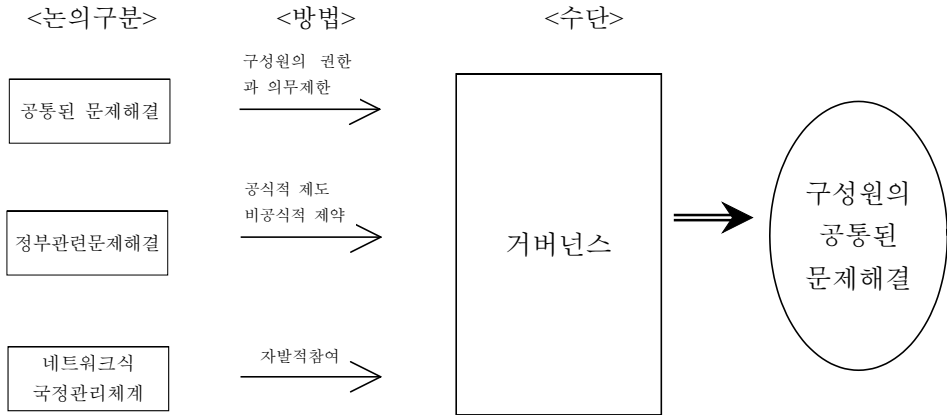 <논의구분> <방법> <수단>
구성원의 권한
과 의무제한
공통된 문제해결
공식적 제도
비공식적 제약
정부관련문제해결
거버넌스
구성원의
공통된
문제해결
네트워크식
국정관리체계
자발적참여